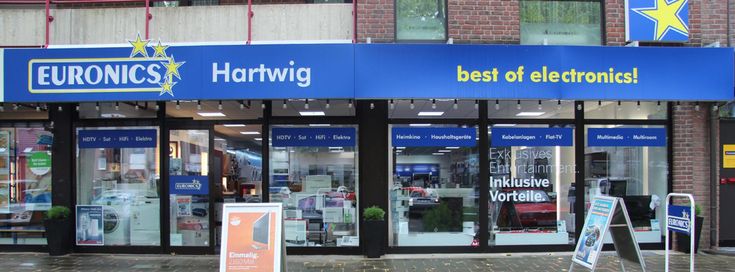 EURONICS Hartwig best of electronics!
HDTV · Sat · HiFi · Elektro
HDTV · Sat · HiFi · Elektro
Heimkino · Haushaltsgeräte
Kabelanlagen · Flat-TV
Multimedia · Multiroom
Exklusives
Entertainment.
Inklusive
Vorteile.
EURONICS
EURONICS
Einmalig.